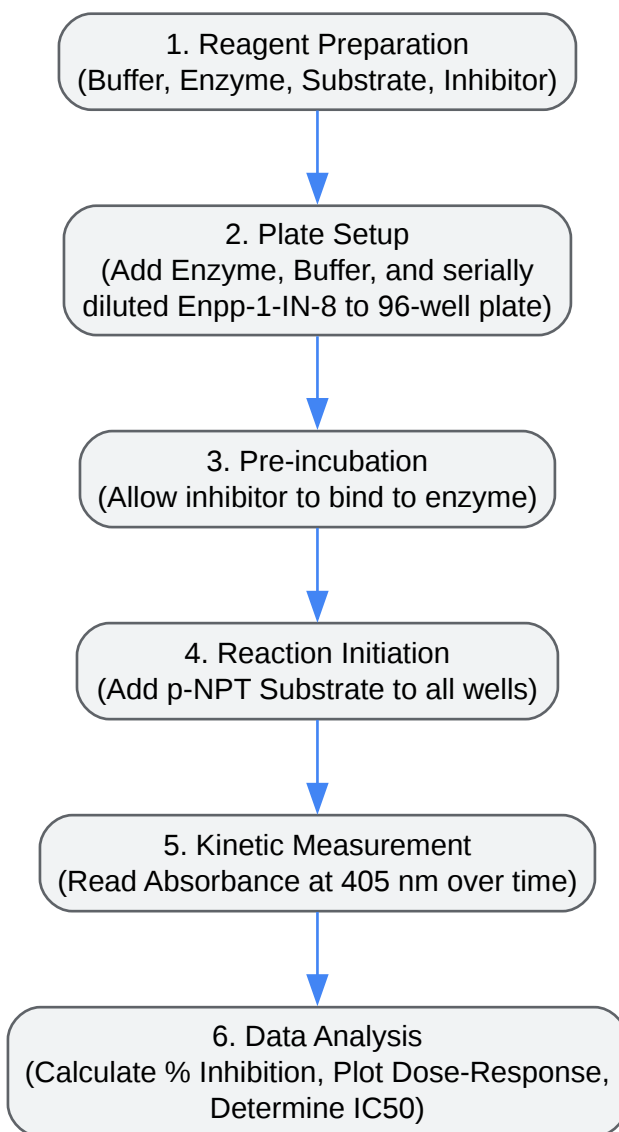 1. Reagent Preparation
(Buffer, Enzyme, Substrate, Inhibitor)
2. Plate Setup
(Add Enzyme, Buffer, and serially
diluted Enpp-1-IN-8 to 96-well plate)
3. Pre-incubation
(Allow inhibitor to bind to enzyme)
4. Reaction Initiation
(Add p-NPT Substrate to all wells)
5. Kinetic Measurement
(Read Absorbance at 405 nm over time)
6. Data Analysis
(Calculate % Inhibition, Plot Dose-Response,
Determine IC50)